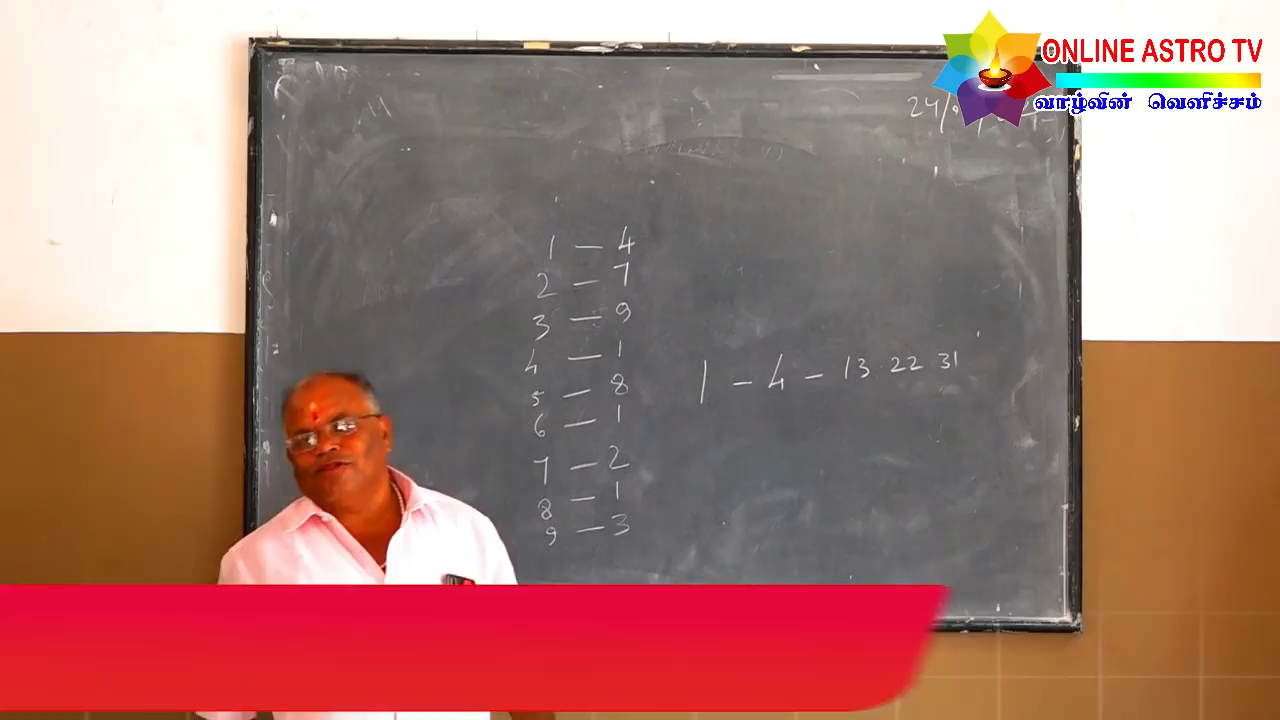 ONLINE ASTRO TV
வாழ்வின் வெளிச்சம்
24/
1 – 4
2 – 7
3 – 9
4 – 1
5 – 8
6 – 1
7 – 2
8 – 1
9 – 3
1 – 4 – 13 22 31